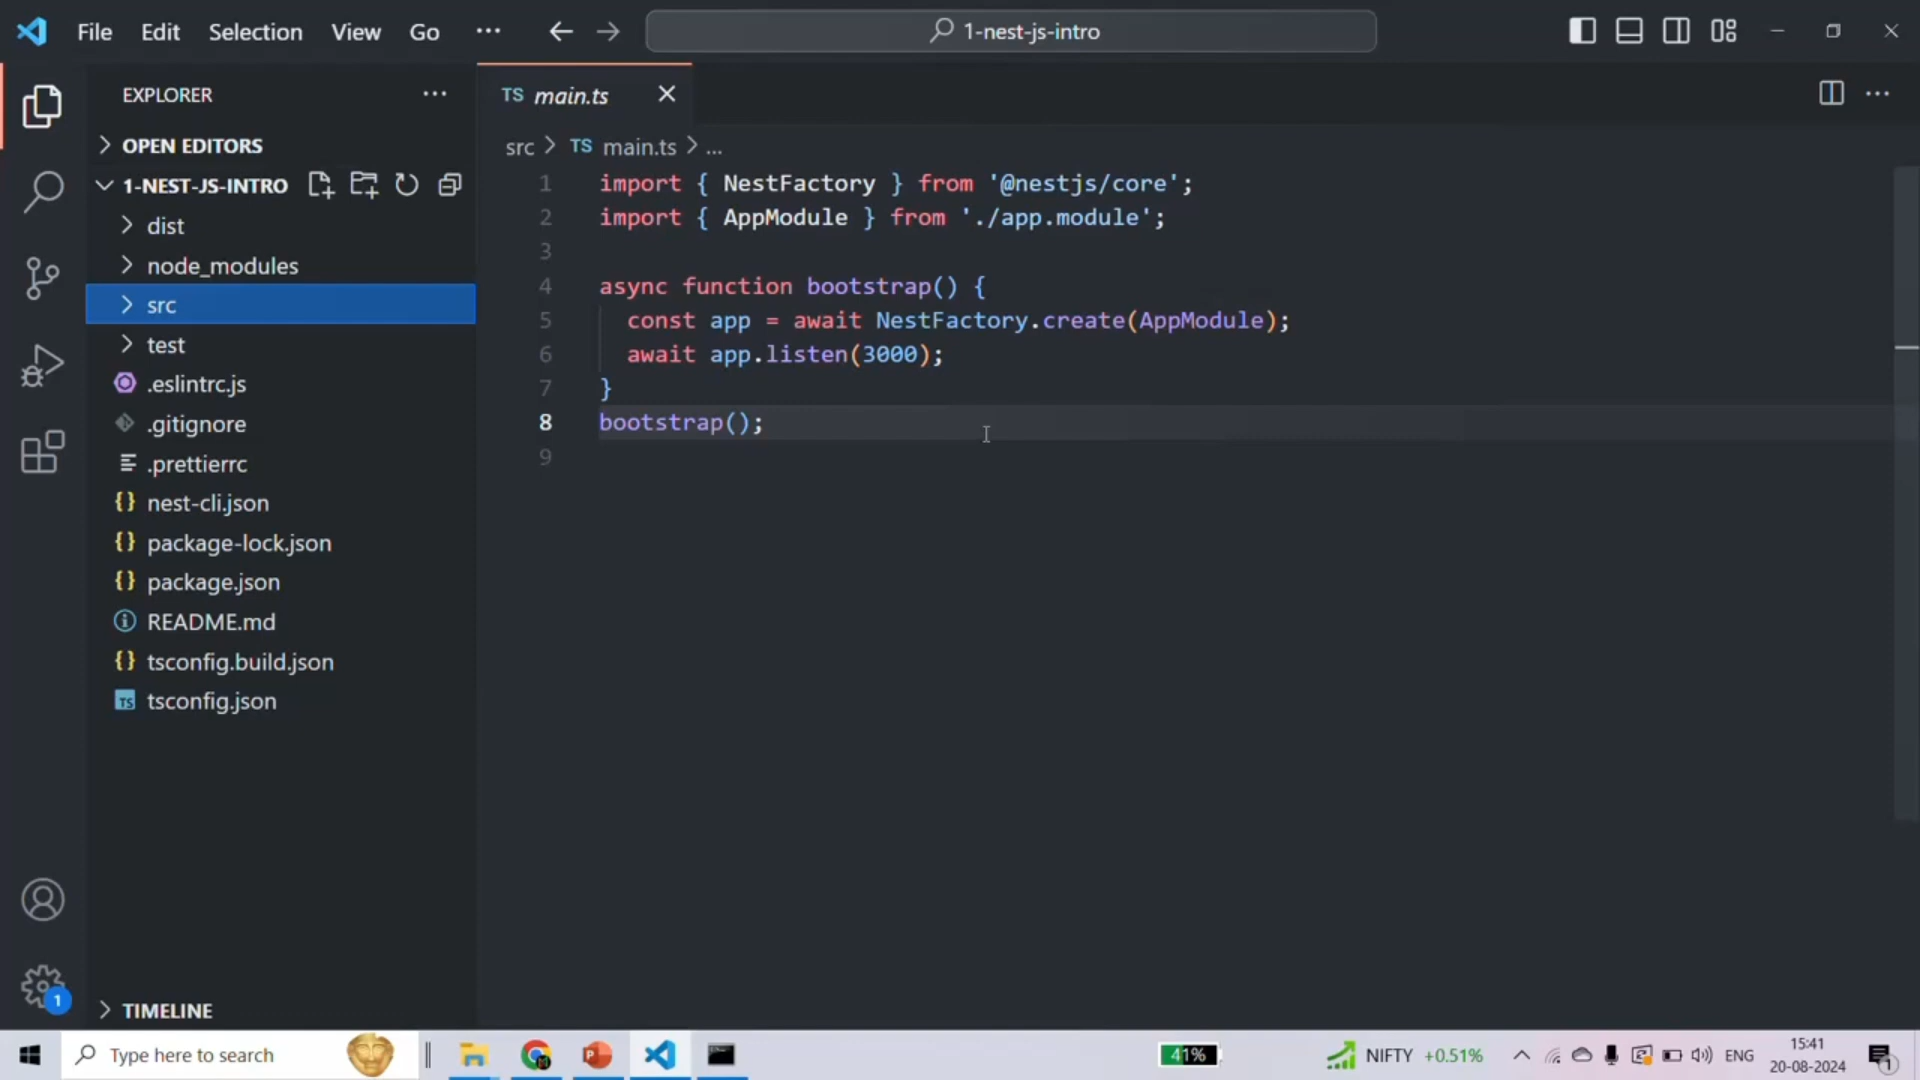 File Edit Selection View Go ···
1-nest-js-intro
EXPLORER ···
OPEN EDITORS
1-NEST-JS-INTRO
dist
node_modules
src
test
.eslintrc.js
.gitignore
.prettierrc
{} nest-cli.json
{} package-lock.json
{} package.json
README.md
{} tsconfig.build.json
TS tsconfig.json
TIMELINE
1
TS main.ts
···
src > TS main.ts > ...
1 import { NestFactory } from '@nestjs/core';
2 import { AppModule } from './app.module';
3
4 async function bootstrap() {
5 const app = await NestFactory.create(AppModule);
6 await app.listen(3000);
7 }
8 bootstrap();
9
Type here to search
41%
NIFTY +0.51%
ENG
15:41
20-08-2024
1